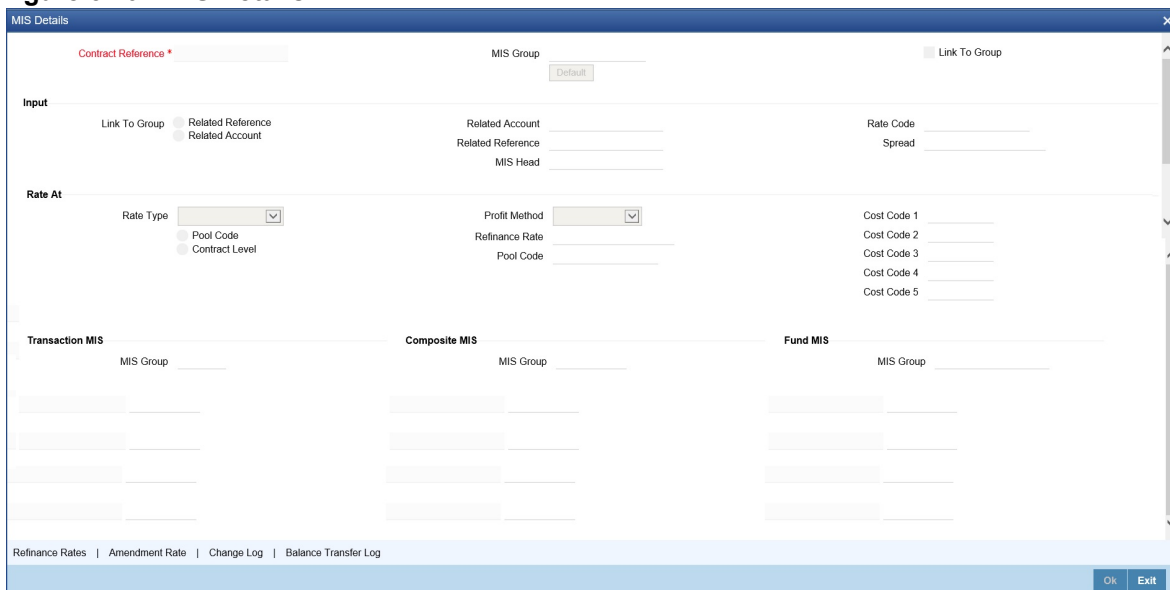 MIS Details
Contract Reference *
MIS Group
Default
Link To Group
Input
Link To Group
Related Reference
Related Account
Related Account
Related Reference
MIS Head
Rate Code
Spread
Rate At
Rate Type
Pool Code
Contract Level
Profit Method
Refinance Rate
Pool Code
Cost Code 1
Cost Code 2
Cost Code 3
Cost Code 4
Cost Code 5
Transaction MIS
MIS Group
Composite MIS
MIS Group
Fund MIS
MIS Group
Refinance Rates | Amendment Rate | Change Log | Balance Transfer Log
Ok Exit